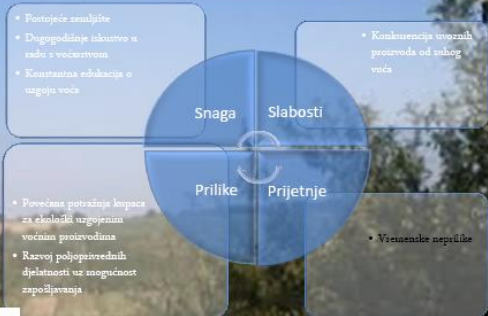 • Postojeće zemljište
• Dugogodišnje iskustvo u
radu s voćarstvom
• Konstantna edukacija o
uzgoju voća
• Konkurencija uvoznih
proizvoda od suhog
voća
Snaga
Slabosti
Prilike
Prijetnje
• Povećana potražnja kupaca
za ekološki uzgojenim
voćnim proizvodima
• Razvoj poljoprivrednih
djelatnosti uz mogućnost
zapošljavanja
• Vremenske neprilike